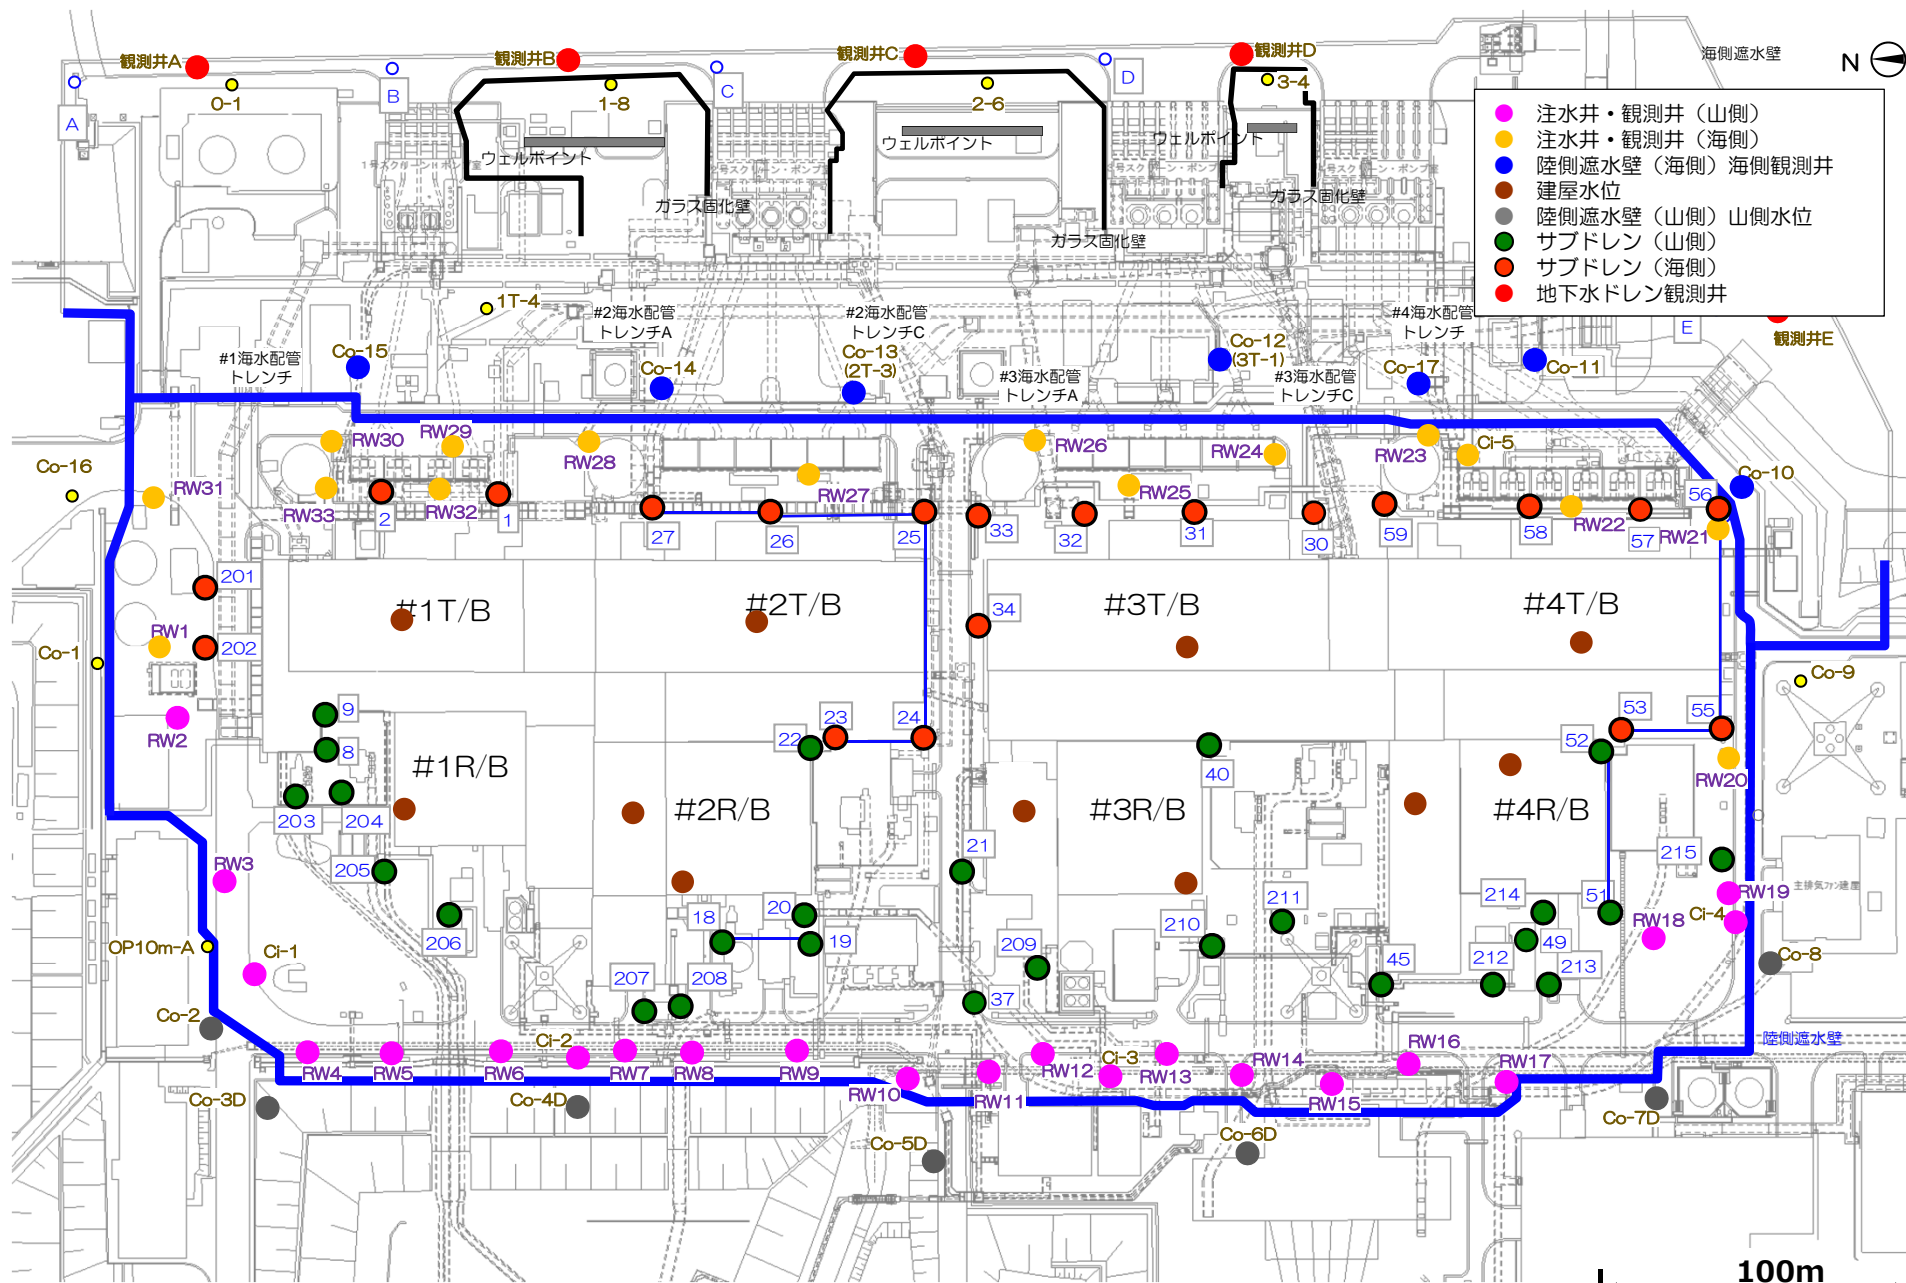 観測井A
観測井B
観測井C
観測井D
海側遮水壁
N
A
O-1
B
1-8
C
2-6
D
3-4
注水井・観測井（山側）
注水井・観測井（海側）
陸側遮水壁（海側）海側観測井
建屋水位
陸側遮水壁（山側）山側水位
サブドレン（山側）
サブドレン（海側）
地下水ドレン観測井
ウェルポイント
ウェルポイント
ウェルポイント
ガラス固化壁
ガラス固化壁
ガラス固化壁
1T-4
#2海水配管
トレンチA
#2海水配管
トレンチC
#4海水配管
トレンチ
E
観測井E
#1海水配管
トレンチ
Co-15
Co-14
Co-13
(2T-3)
#3海水配管
トレンチA
Co-12
(3T-1)
#3海水配管
トレンチC
Co-17
Co-11
RW30
RW29
RW28
RW26
RW24
RW23
Ci-5
Co-16
RW31
RW33
2
RW32
1
27
26
RW27
25
33
32
RW25
31
30
59
58
RW22
57
RW21
56
Co-10
201
#1T/B
#2T/B
34
#3T/B
#4T/B
RW1
202
Co-1
Co-9
RW2
9
8
#1R/B
22
23
24
40
52
53
55
RW20
203
204
#2R/B
#3R/B
#4R/B
205
21
215
RW3
206
18
20
19
209
210
211
214
51
49
RW18
RW19
Ci-4
OP10m-A
Ci-1
207
208
37
45
212
213
Co-8
Co-2
陸側遮水壁
主排気ファン建屋
RW4
RW5
RW6
Ci-2
RW7
RW8
RW9
RW10
RW11
RW12
Ci-3
RW13
RW14
RW15
RW16
RW17
Co-3D
Co-4D
Co-5D
Co-6D
Co-7D
100m